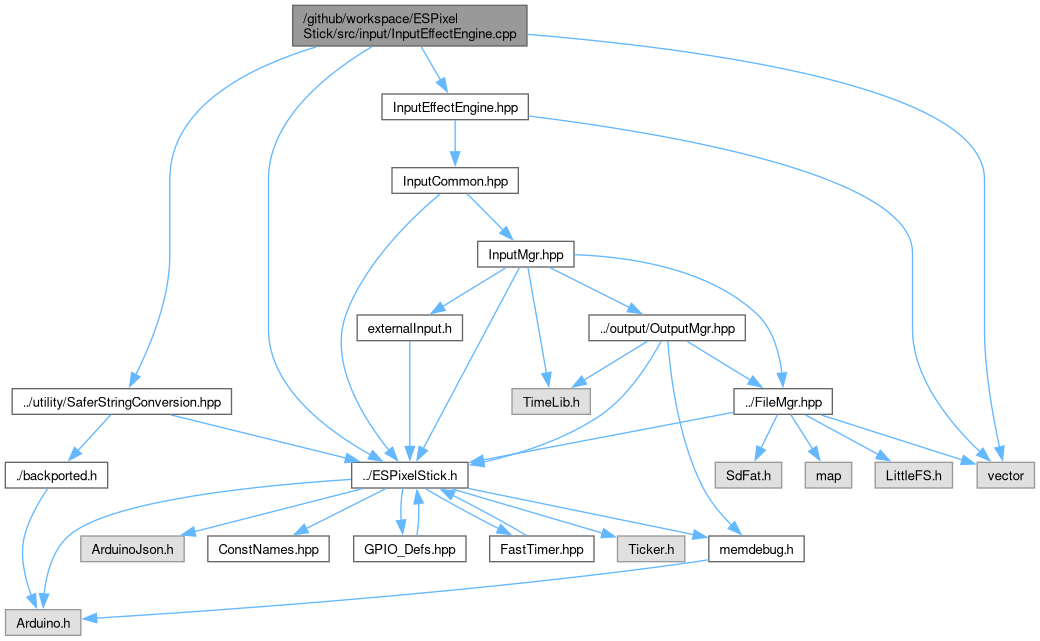 /github/workspace/ESPixel
Stick/src/input/InputEffectEngine.cpp
InputEffectEngine.hpp
InputCommon.hpp
InputMgr.hpp
externalInput.h
../output/OutputMgr.hpp
../utility/SaferStringConversion.hpp
TimeLib.h
../FileMgr.hpp
./backported.h
../ESPixelStick.h
SdFat.h
map
LittleFS.h
vector
ArduinoJson.h
ConstNames.hpp
GPIO_Defs.hpp
FastTimer.hpp
Ticker.h
memdebug.h
Arduino.h